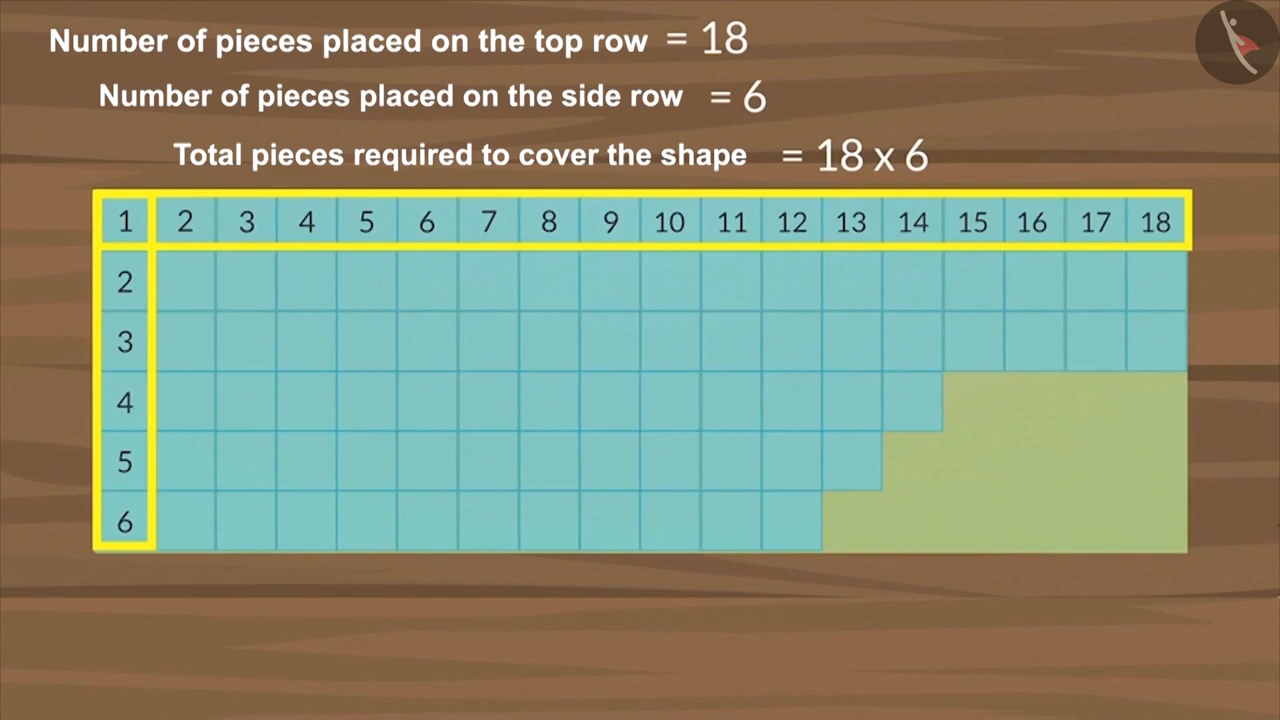 Number of pieces placed on the top row = 18
Number of pieces placed on the side row = 6
Total pieces required to cover the shape = 18 x 6
1 2 3 4 5 6 7 8 9 10 11 12 13 14 15 16 17 18
2
3
4
5
6